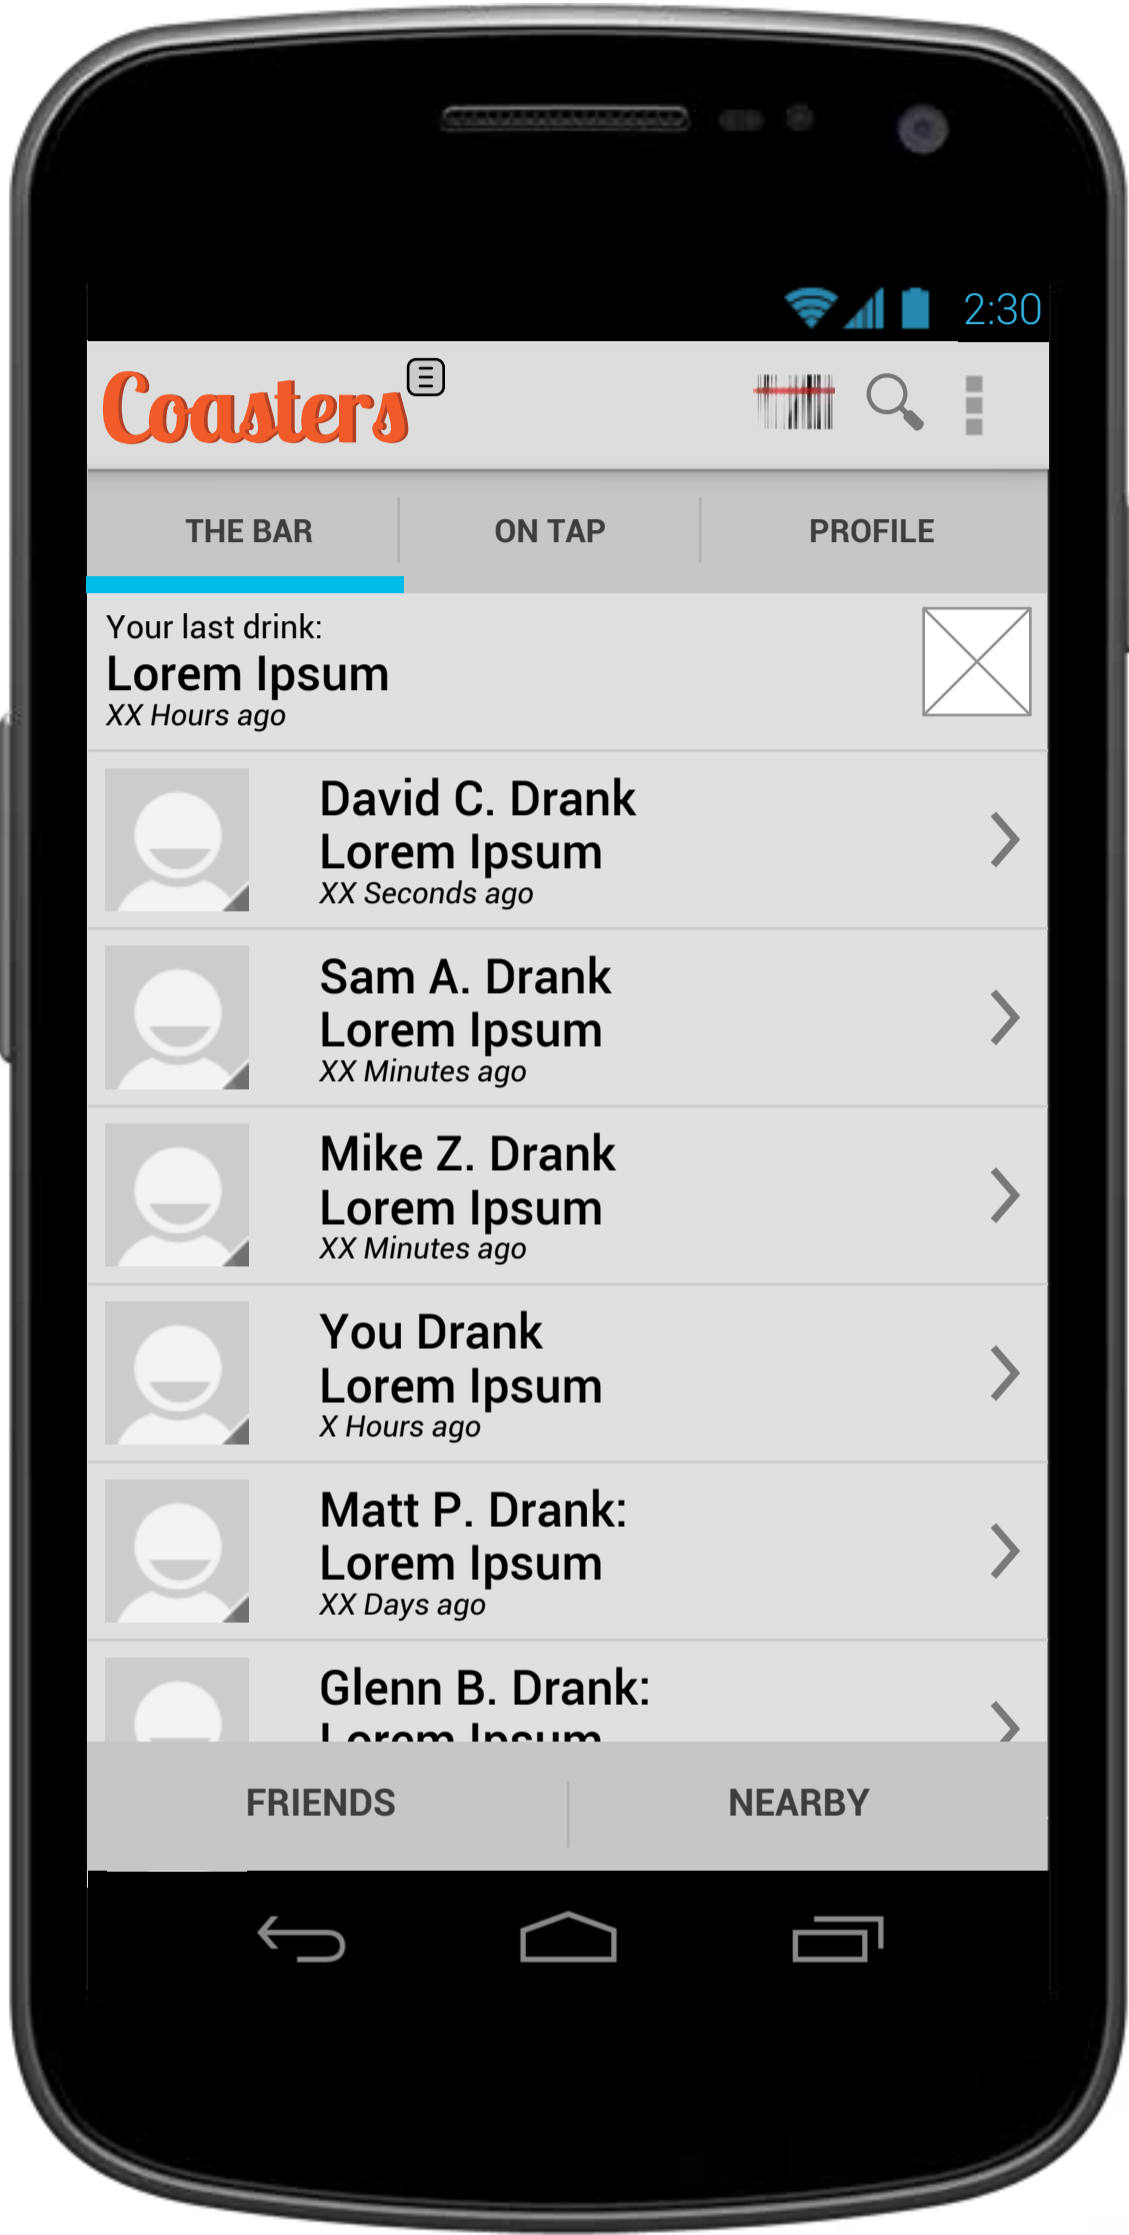 2:30
Coasters
THE BAR
ON TAP
PROFILE
Your last drink:
Lorem Ipsum
XX Hours ago
David C. Drank
Lorem Ipsum
XX Seconds ago
Sam A. Drank
Lorem Ipsum
XX Minutes ago
Mike Z. Drank
Lorem Ipsum
XX Minutes ago
You Drank
Lorem Ipsum
X Hours ago
Matt P. Drank:
Lorem Ipsum
XX Days ago
Glenn B. Drank:
Lorem Ipsum
FRIENDS
NEARBY